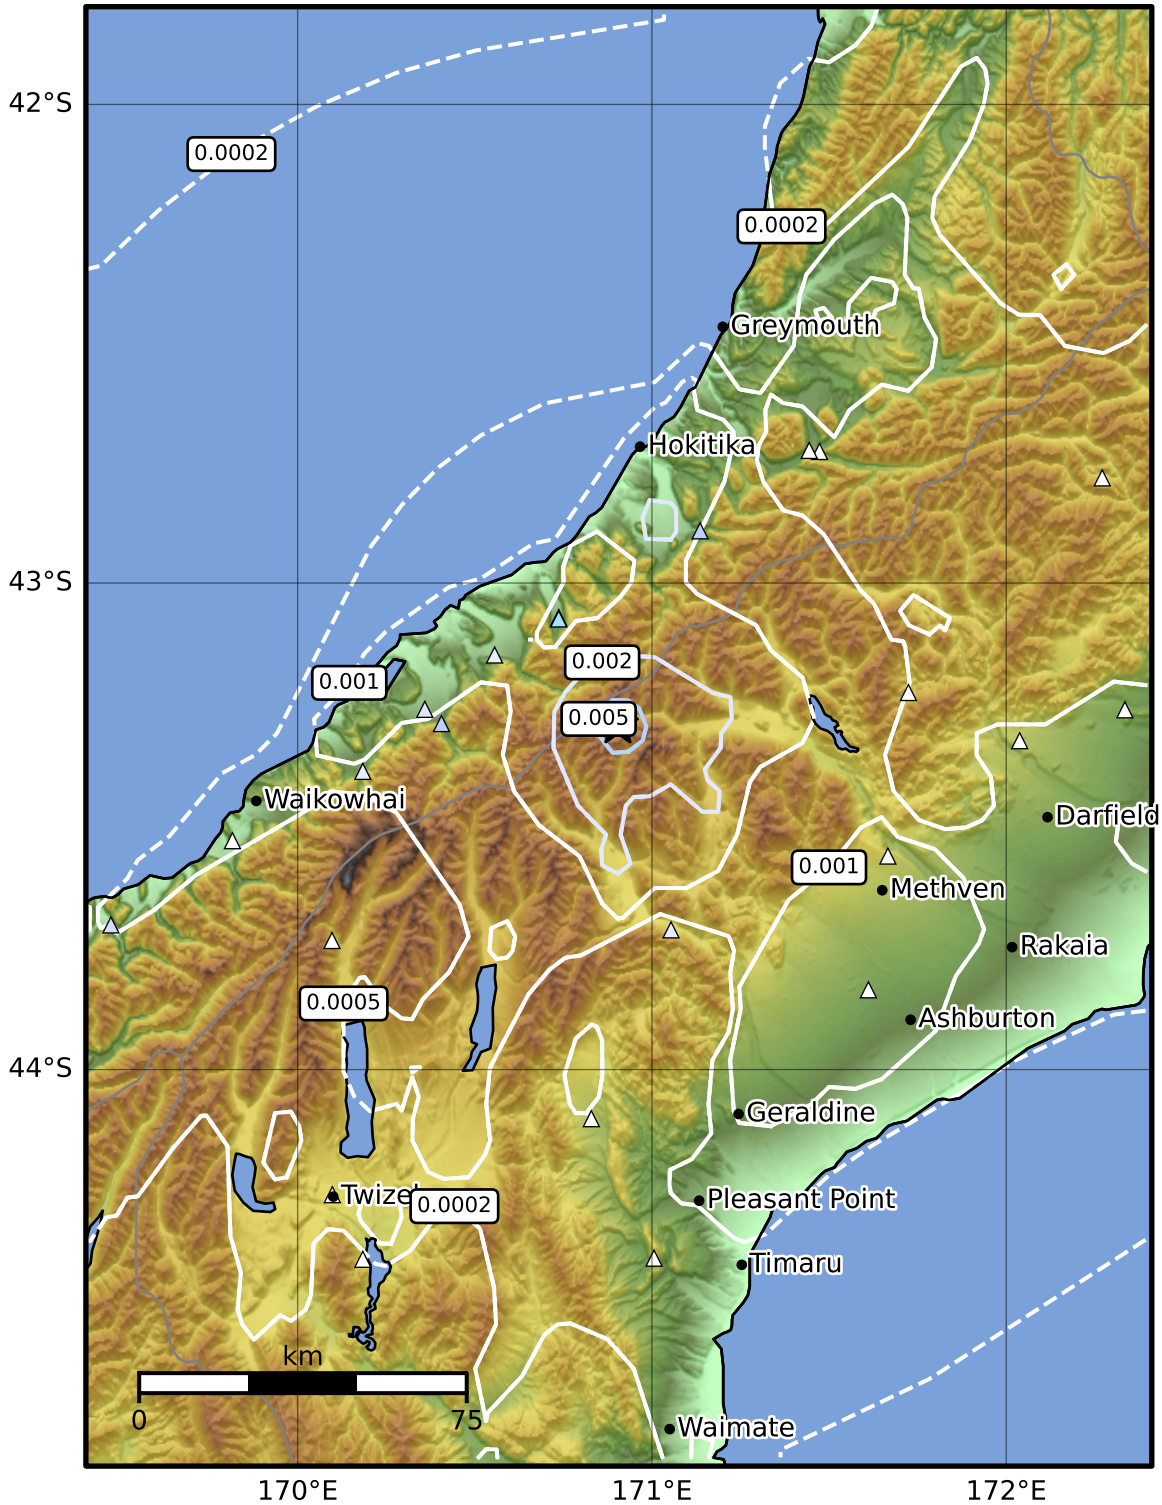 42°S
0.0002
0.0002
Greymouth
Hokitika
43°S
0.002
0.001
0.005
Waikowhai
Darfield
0.001
Methven
Rakaia
0.0005
Ashburton
44°S
Geraldine
Twizel
0.0002
Pleasant Point
Timaru
km
0 75
Waimate
170°E 171°E 172°E